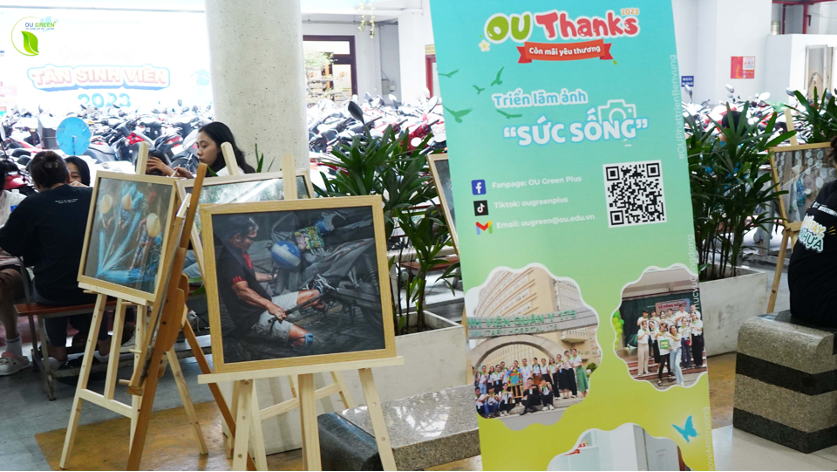 OU GREEN
TÂN SINH VIÊN
2023
OU Thanks
2023
Còn mãi yêu thương
Triển lãm ảnh
“SỨC SỐNG”
Fanpage: OU Green Plus
Tiktok: ougreenplus
Email: ougreen@ou.edu.vn